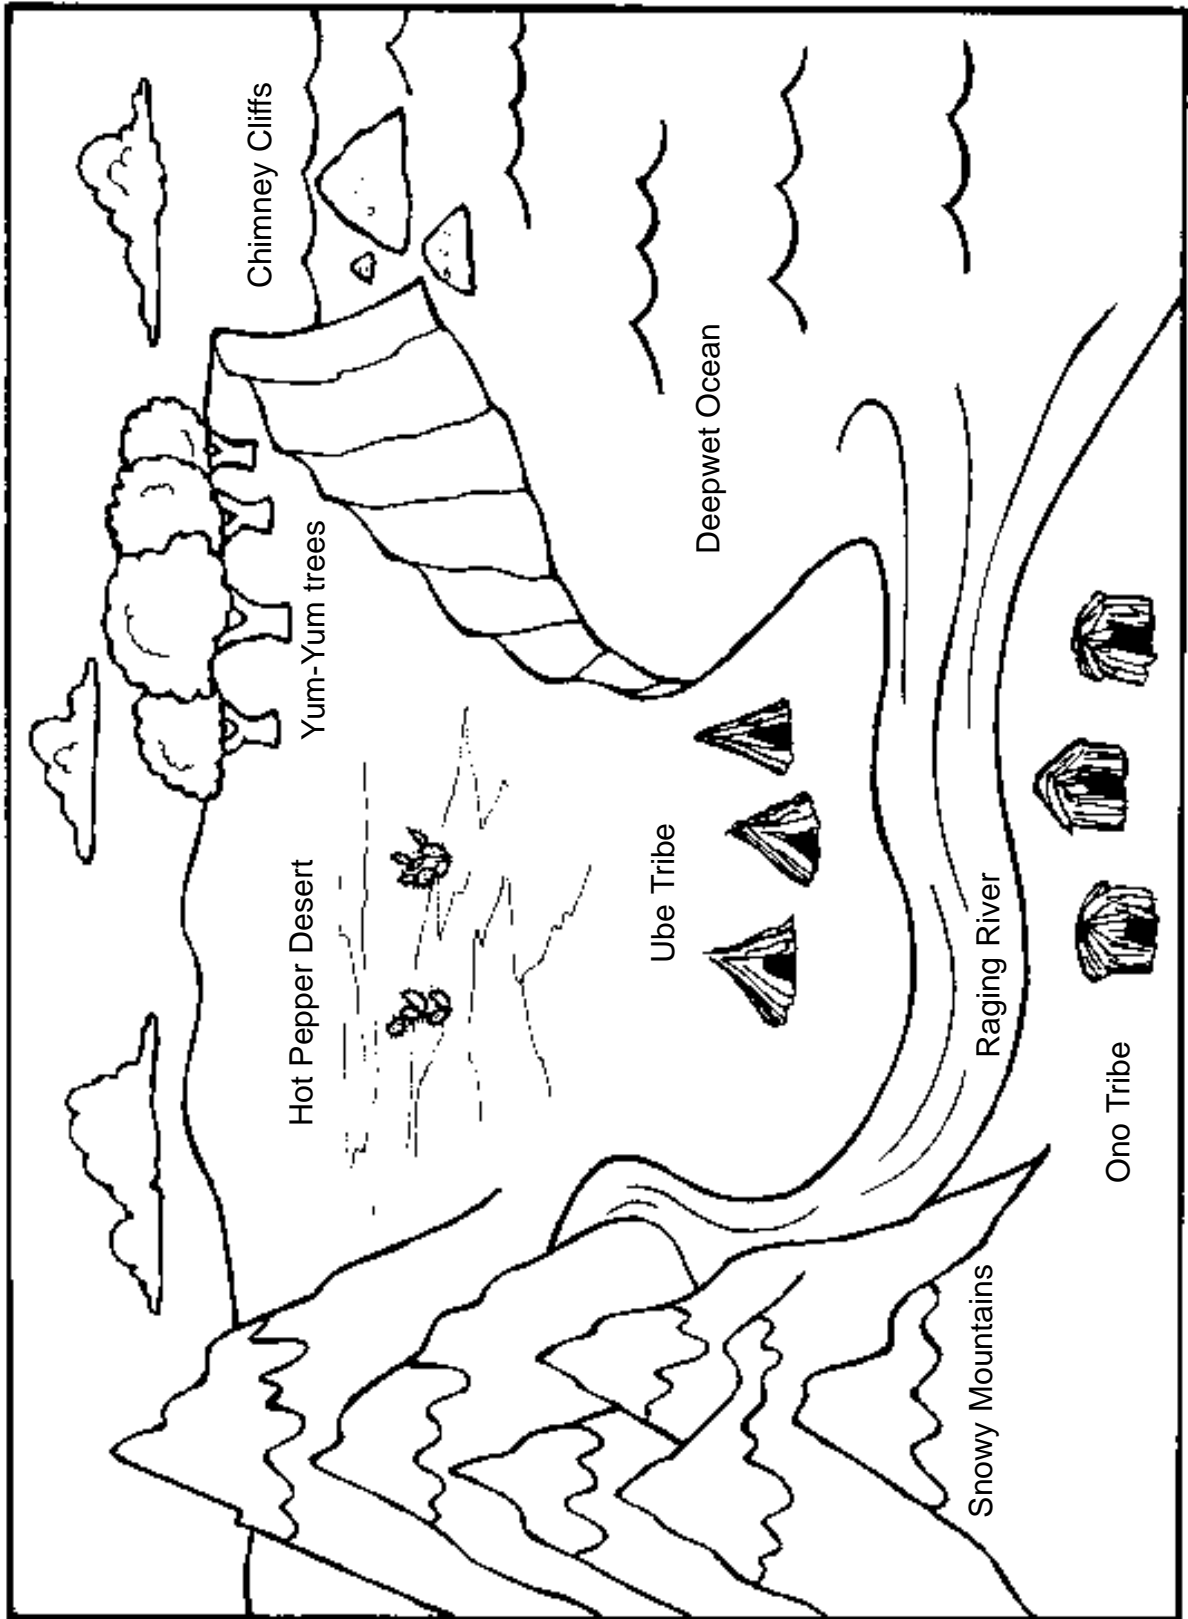 Chimney Cliffs
Yum-Yum trees
Hot Pepper Desert
Deepwet Ocean
Ube Tribe
Raging River
Snowy Mountains
Ono Tribe